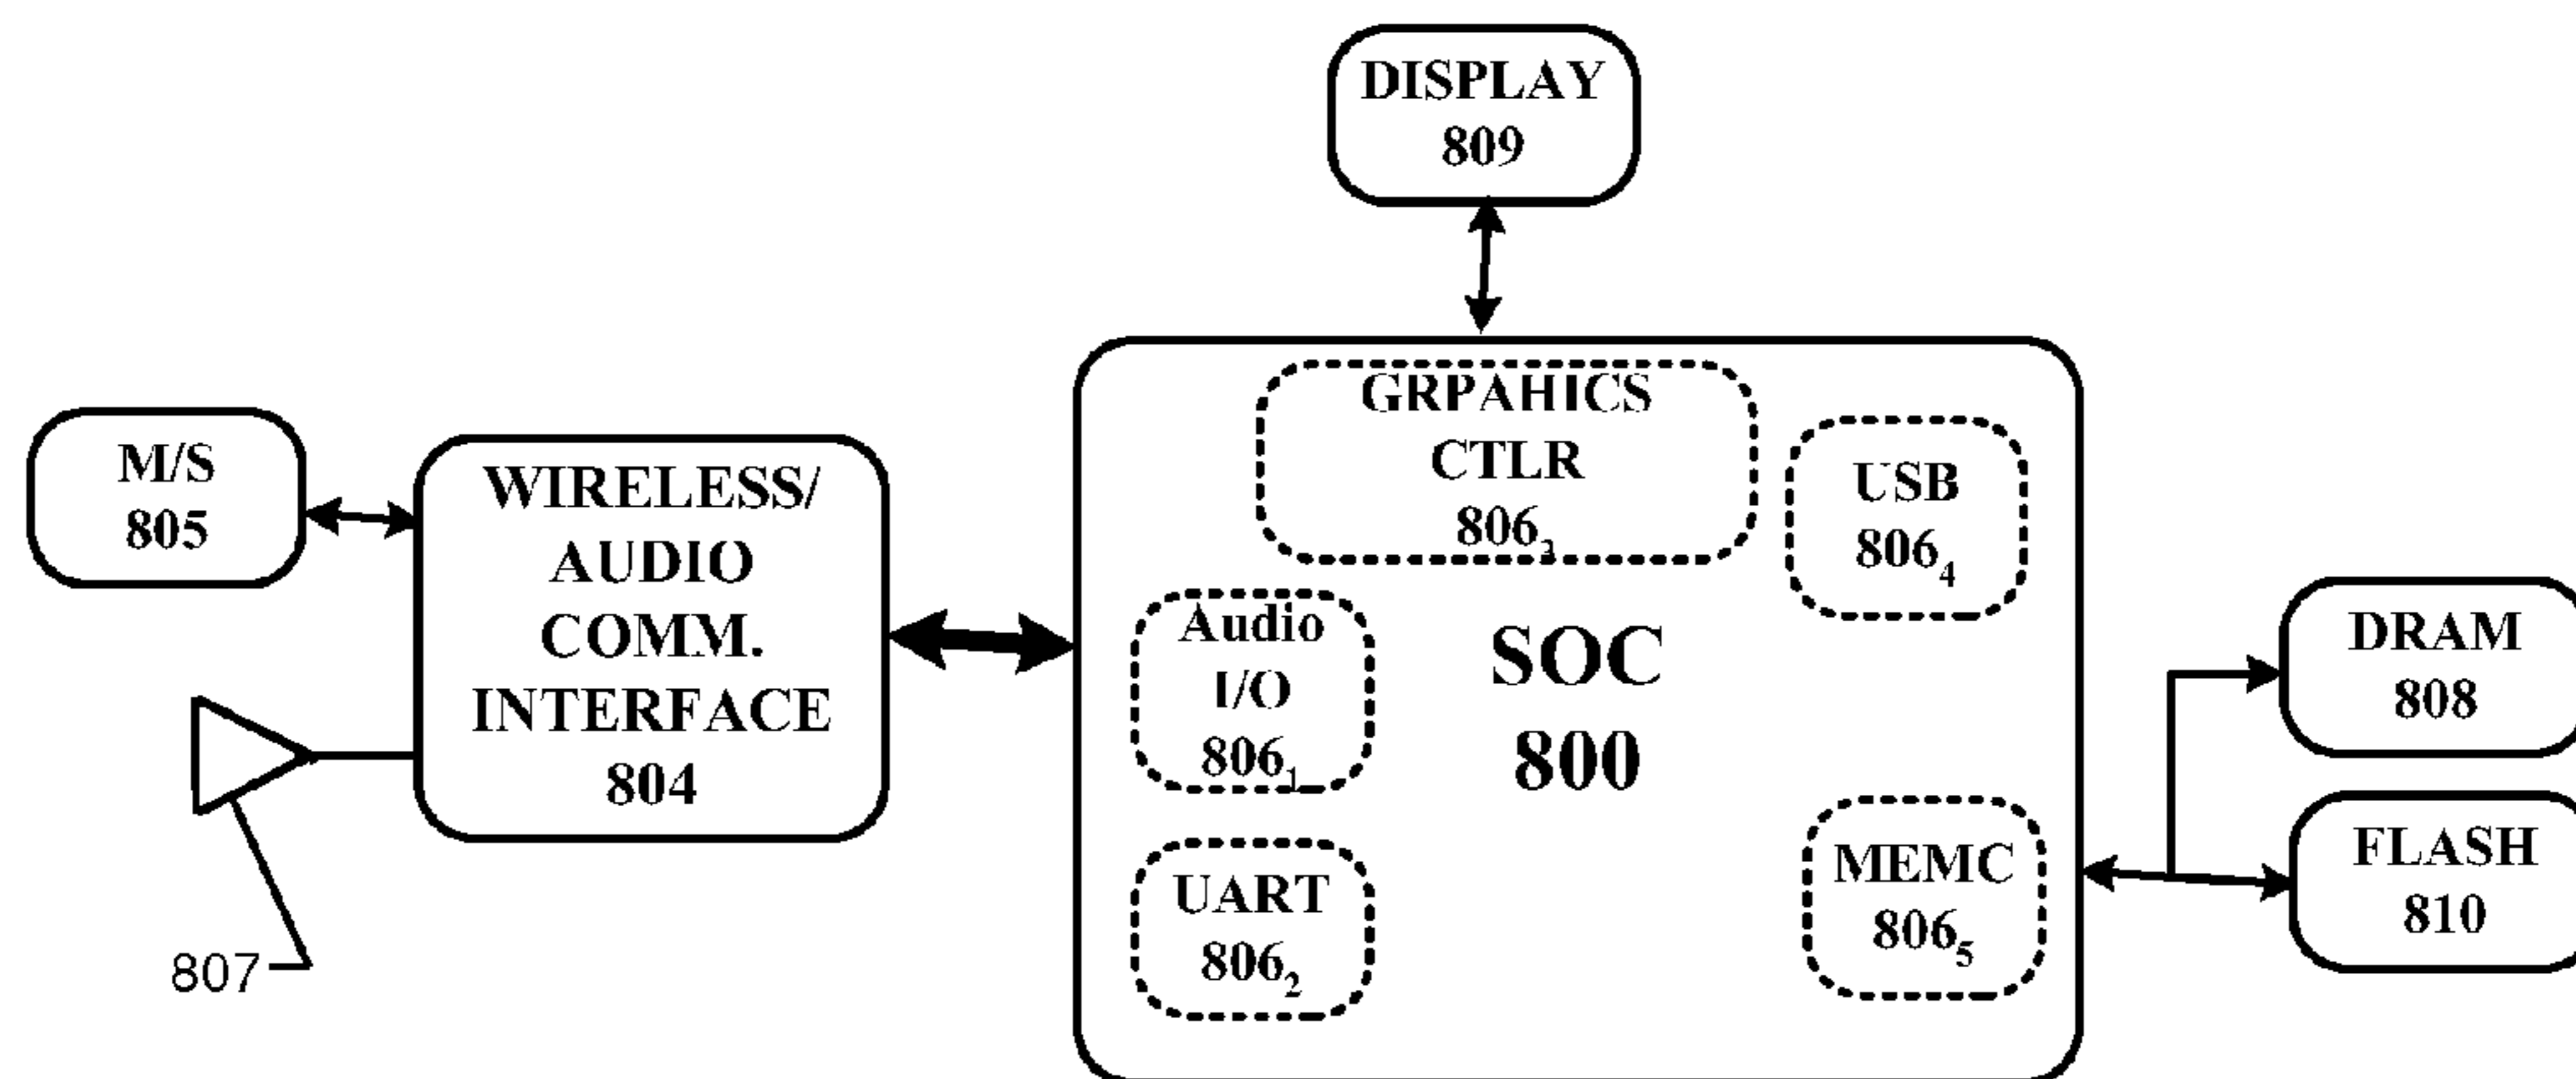 DISPLAY
809
M/S
805
WIRELESS/
AUDIO
COMM.
INTERFACE
804
807
GRPAHICS
CTLR
806₃
USB
806₄
Audio
I/O
806₁
SOC
800
UART
806₂
MEMC
806₅
DRAM
808
FLASH
810